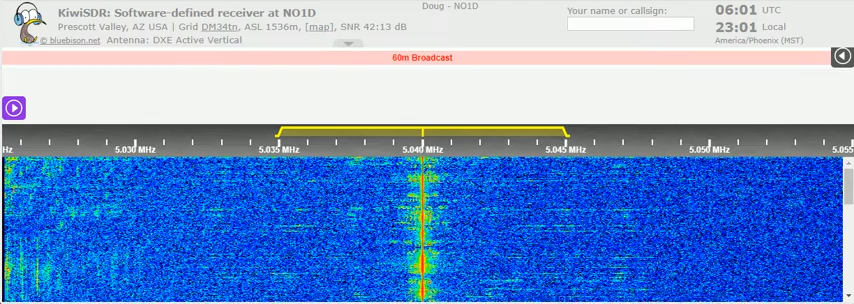 KiwiSDR: Software-defined receiver at NO1D
Doug - NO1D
Prescott Valley, AZ USA | Grid DM34tn, ASL 1536m, [map], SNR 42:13 dB
© bluebison.net Antenna: DXE Active Vertical
Your name or callsign:
06:01 UTC
23:01 Local
America/Phoenix (MST)
60m Broadcast
Hz 5.030 MHz 5.035 MHz 5.040 MHz 5.045 MHz 5.050 MHz 5.055